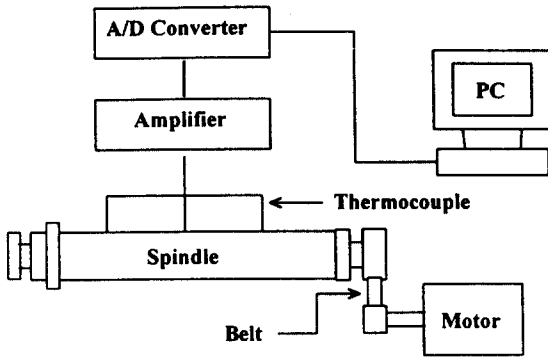 A/D Converter
PC
Amplifier
Thermocouple
Spindle
Belt
Motor